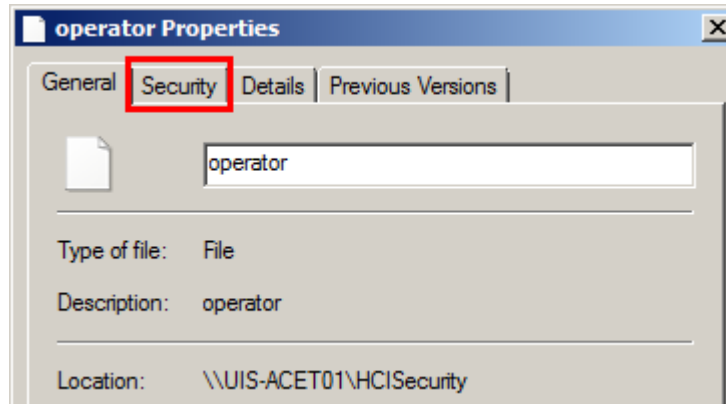 operator Properties
General Security Details Previous Versions
operator
Type of file: File
Description: operator
Location: \\UIS-ACET01\HCISecurity